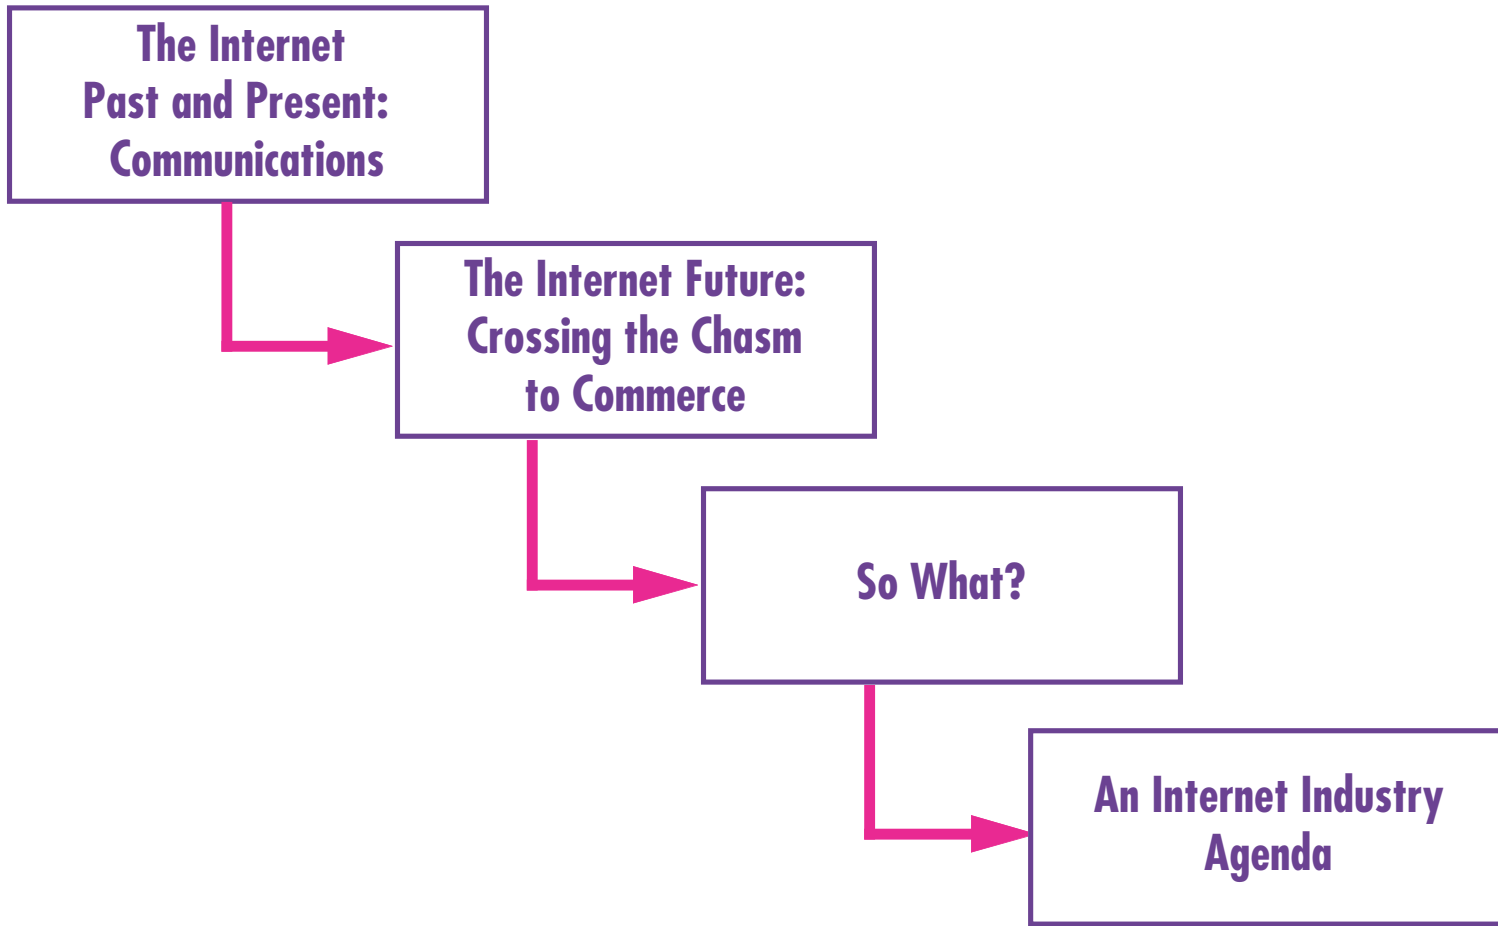 The Internet
Past and Present:
Communications
The Internet Future:
Crossing the Chasm
to Commerce
So What?
An Internet Industry
Agenda